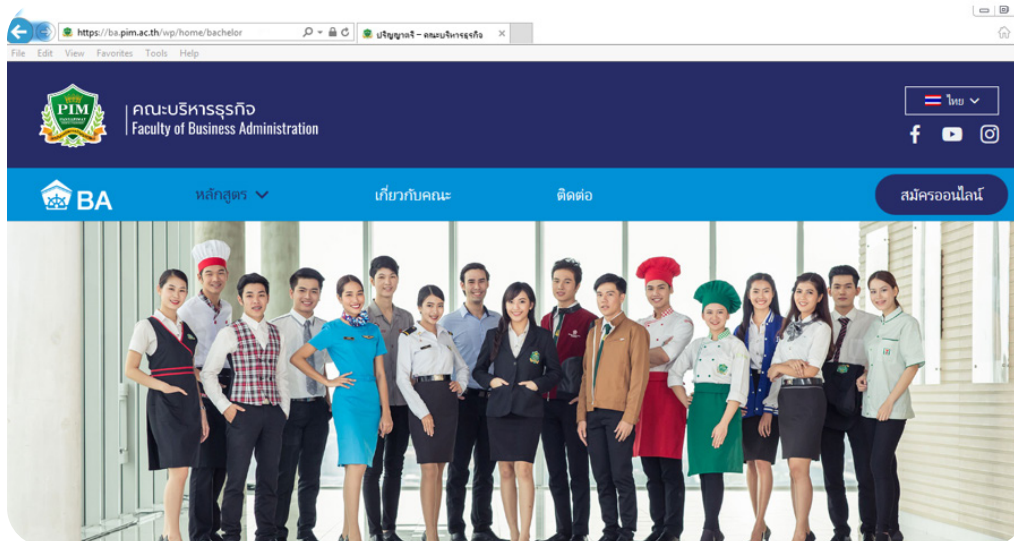 https://ba.pim.ac.th/wp/home/bachelor
ปริญญาตรี – คณะบริหารธุรกิจ
File Edit View Favorites Tools Help
PIM
คณะบริหารธุรกิจ
Faculty of Business Administration
ไทย
BA
หลักสูตร
เกี่ยวกับคณะ
ติดต่อ
สมัครออนไลน์